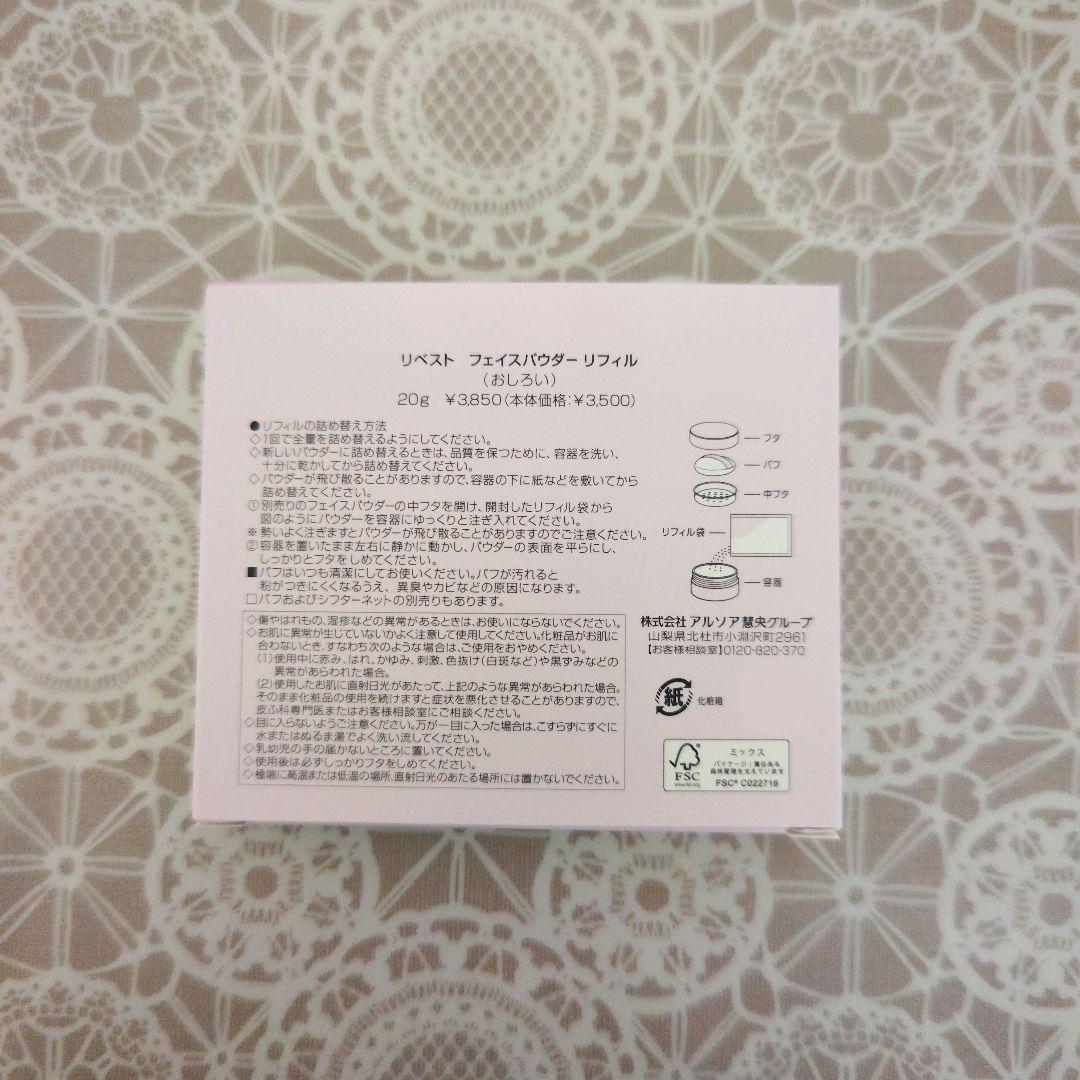 リベスト フェイスパウダー リフィル
(おしろい)
20g ¥3,850(本体価格:¥3,500)
●リフィルの詰め替え方法
◇1回で全量を詰め替えるようにしてください。
◇新しいパウダーに詰め替えるときは、品質を保つために、容器を洗い、
十分に乾かしてから詰め替えてください。
◇パウダーが飛び散ることがありますので、容器の下に紙などを敷いてから
詰め替えてください。
①別売りのフェイスパウダーの中フタを開け、開封したリフィル袋から
図のようにパウダーを容器にゆっくりと注ぎ入れてください。
※勢いよく注ぎますとパウダーが飛び散ることがありますのでご注意ください。
②容器を置いたまま左右に静かに動かし、パウダーの表面を平らにし、
しっかりとフタをしめてください。
■パフはいつも清潔にしてお使いください。パフが汚れると
粉がつきにくくなるうえ、異臭やカビなどの原因になります。
□パフおよびシフターネットの別売りもあります。
フタ
パフ
中フタ
リフィル袋
容器
◇傷やはれもの、湿疹などの異常があるときは、お使いにならないでください。
◇お肌に異常が生じていないかよく注意して使用してください。化粧品がお肌に
合わないとき、すなわち次のような場合は、ご使用をおやめください。
(1)使用中に赤み、はれ、かゆみ、刺激、色抜け(白斑など)や黒ずみなどの
異常があらわれた場合。
(2)使用したお肌に直射日光があたって、上記のような異常があらわれた場合。
そのまま化粧品の使用を続けますと症状を悪化させることがありますので、
皮ふ科専門医またはお客様相談室にご相談ください。
◇目に入らないようご注意ください。万が一目に入った場合は、こすらずにすぐに
水またはぬるま湯でよく洗い流してください。
◇乳幼児の手の届かないところに置いてください。
◇使用後は必ずしっかりフタをしめてください。
◇極端に高温または低温の場所、直射日光のあたる場所には置かないでください。
株式会社 アルソア慧央グループ
山梨県北杜市小淵沢町2961
【お客様相談室】0120-820-370
紙
化粧箱
FSC
www.fsc.org
ミックス
パッケージ|責任ある
森林管理を支えています
FSC® C022716